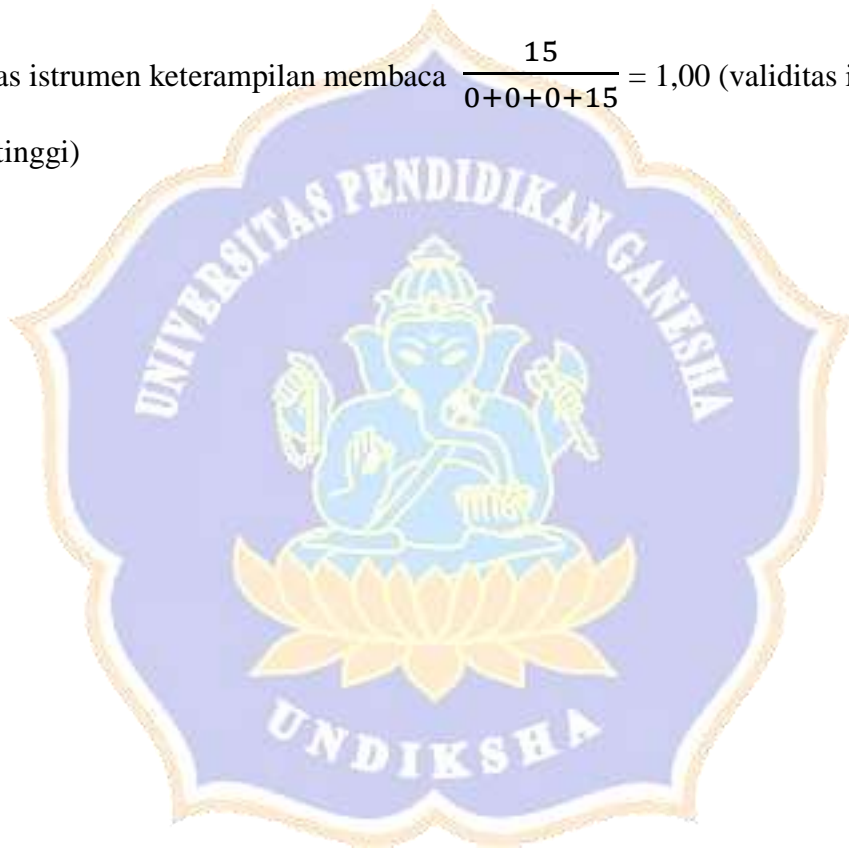 as istrumen keterampilan membaca 15/0+0+0+15 = 1,00 (validitas i
tinggi)
UNIVERSITAS PENDIDIKAN GANESHA
UNDIKSHA